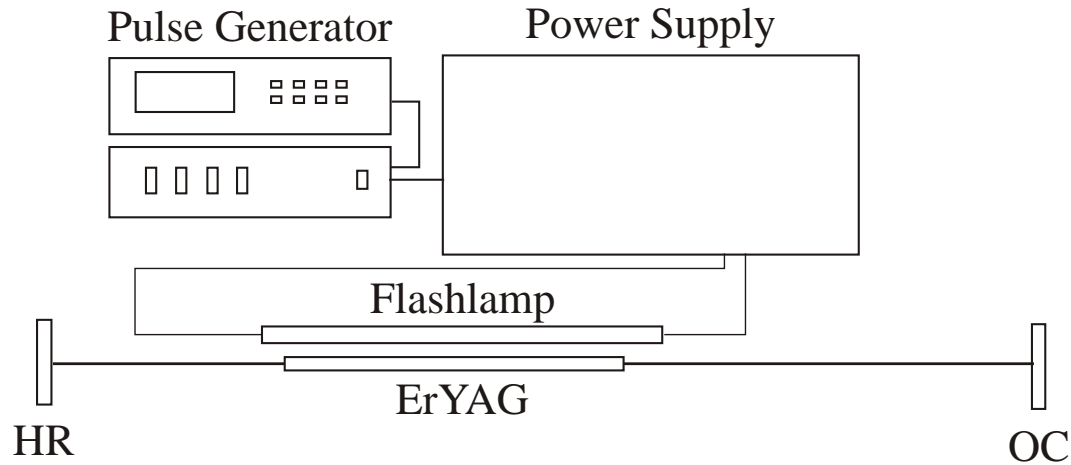 Pulse Generator
Power Supply
Flashlamp
ErYAG
HR
OC